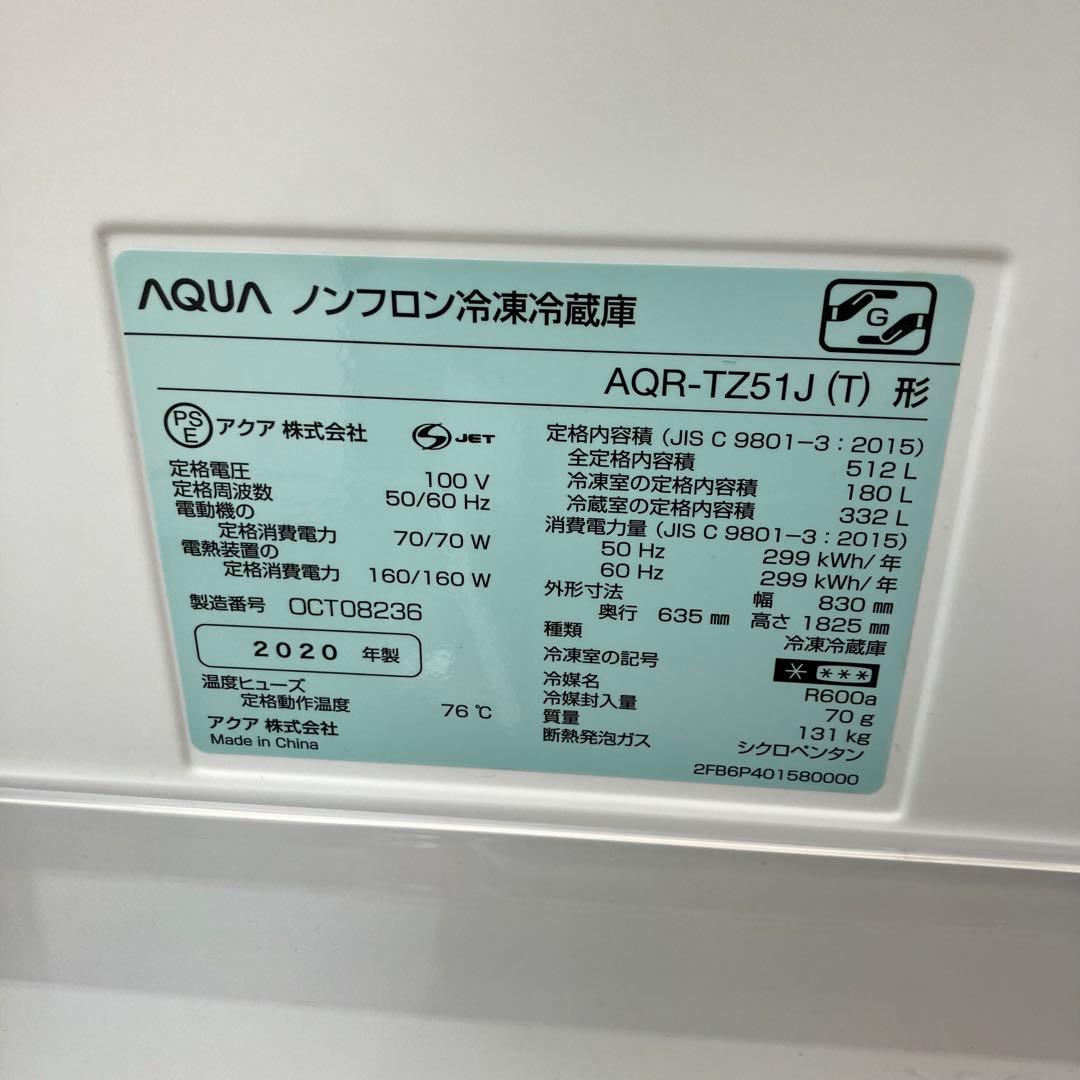 AQUA ノンフロン冷凍冷蔵庫
G
AQR-TZ51J (T) 形
PSE アクア 株式会社 JET
定格電圧 100 V
定格周波数 50/60 Hz
電動機の
定格消費電力 70/70 W
電熱装置の
定格消費電力 160/160 W
製造番号 OCT08236
2020 年製
温度ヒューズ
定格動作温度 76 ℃
アクア 株式会社
Made in China
定格内容積 (JIS C 9801-3 : 2015)
全定格内容積 512 L
冷凍室の定格内容積 180 L
冷蔵室の定格内容積 332 L
消費電力量 (JIS C 9801-3 : 2015)
50 Hz 299 kWh/年
60 Hz 299 kWh/年
外形寸法 幅 830 ㎜
奥行 635 ㎜ 高さ 1825 ㎜
種類 冷凍冷蔵庫
冷凍室の記号 * ***
冷媒名 R600a
冷媒封入量 70 g
質量 131 kg
断熱発泡ガス シクロペンタン
2FB6P401580000